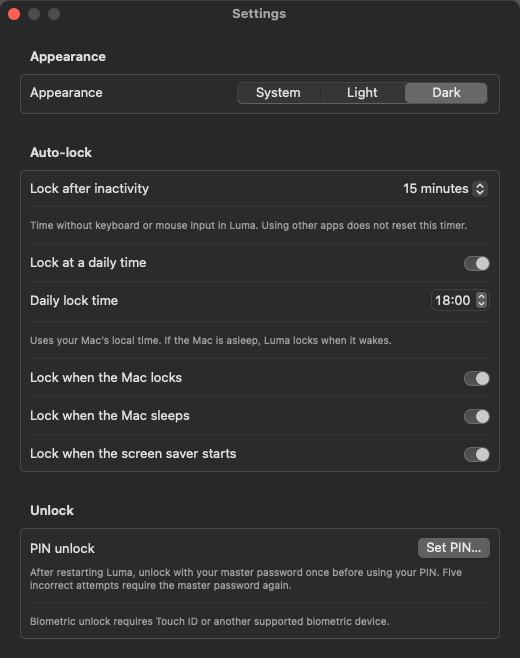 Settings
Appearance
Appearance
System Light Dark
Auto-lock
Lock after inactivity 15 minutes
Time without keyboard or mouse input in Luma. Using other apps does not reset this timer.
Lock at a daily time
Daily lock time 18:00
Uses your Mac's local time. If the Mac is asleep, Luma locks when it wakes.
Lock when the Mac locks
Lock when the Mac sleeps
Lock when the screen saver starts
Unlock
PIN unlock Set PIN...
After restarting Luma, unlock with your master password once before using your PIN. Five
incorrect attempts require the master password again.
Biometric unlock requires Touch ID or another supported biometric device.